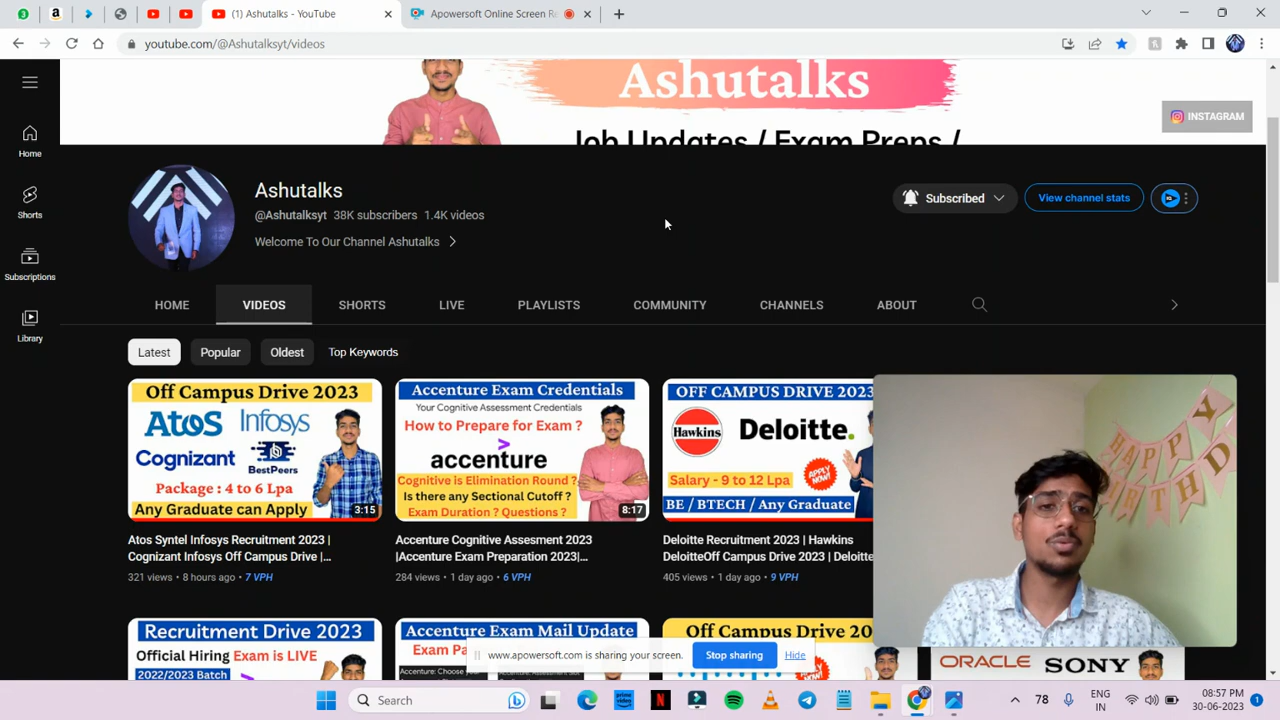 (1) Ashutalks - YouTube
Apowersoft Online Screen Re
youtube.com/@Ashutalksyt/videos
Ashutalks
Job Updates / Exam Preps /
INSTAGRAM
Home
Shorts
Subscriptions
Library
Ashutalks
@Ashutalksyt 38K subscribers 1.4K videos
Welcome To Our Channel Ashutalks
Subscribed
View channel stats
HOME
VIDEOS
SHORTS
LIVE
PLAYLISTS
COMMUNITY
CHANNELS
ABOUT
Latest
Popular
Oldest
Top Keywords
Off Campus Drive 2023
Atos Infosys
Cognizant BestPeers
Package : 4 to 6 Lpa
Any Graduate can Apply
3:15
Atos Syntel Infosys Recruitment 2023 |
Cognizant Infosys Off Campus Drive |...
321 views • 8 hours ago • 7 VPH
Accenture Exam Credentials
Your Cognitive Assessment Credentials
How to Prepare for Exam ?
accenture
Cognitive is Elimination Round ?
Is there any Sectional Cutoff ?
Exam Duration ? Questions ?
8:17
Accenture Cognitive Assesment 2023
|Accenture Exam Preparation 2023|...
284 views • 1 day ago • 6 VPH
OFF CAMPUS DRIVE 2023
Hawkins Deloitte.
Salary - 9 to 12 Lpa
APPLY NOW!
BE / BTECH / Any Graduate
Deloitte Recruitment 2023 | Hawkins
DeloitteOff Campus Drive 2023 | Deloitte
405 views • 1 day ago • 9 VPH
Recruitment Drive 2023
Official Hiring Exam is LIVE
2022/2023 Batch
Accenture Exam Mail Update
Off Campus Drive 20
ORACLE SONY
www.apowersoft.com is sharing your screen.
Stop sharing
Hide
Search
78
ENG
IN
08:57 PM
30-06-2023
1